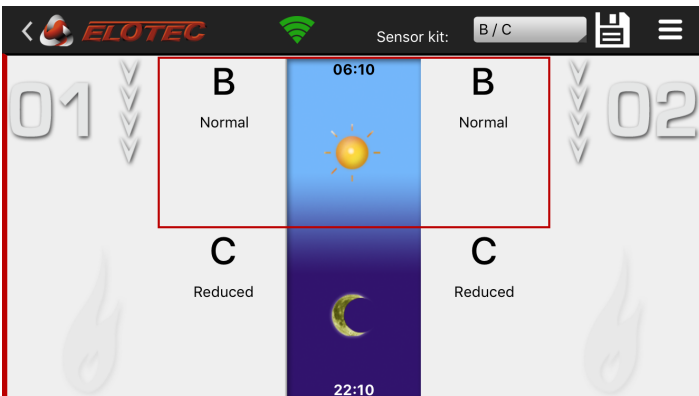 ELOTEC
Sensor kit:
B / C
01
B
Normal
06:10
B
Normal
02
C
Reduced
C
Reduced
22:10